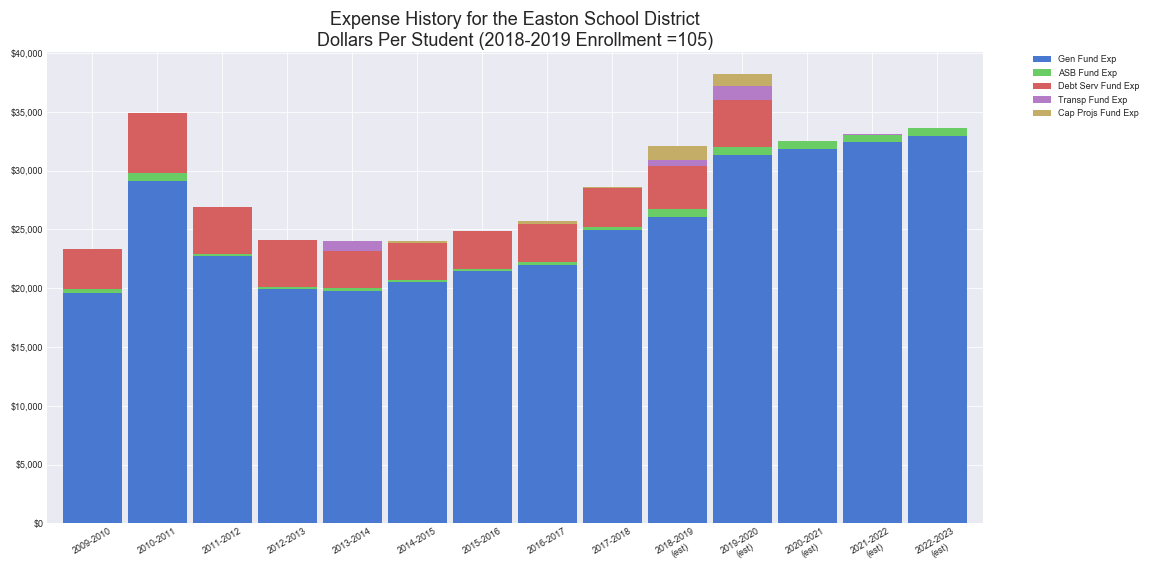 Expense History for the Easton School District
Dollars Per Student (2018-2019 Enrollment =105)
$40,000
$35,000
$30,000
$25,000
$20,000
$15,000
$10,000
$5,000
$0
Gen Fund Exp
ASB Fund Exp
Debt Serv Fund Exp
Transp Fund Exp
Cap Projs Fund Exp
2009-2010
2010-2011
2011-2012
2012-2013
2013-2014
2014-2015
2015-2016
2016-2017
2017-2018
2018-2019
(est)
2019-2020
(est)
2020-2021
(est)
2021-2022
(est)
2022-2023
(est)